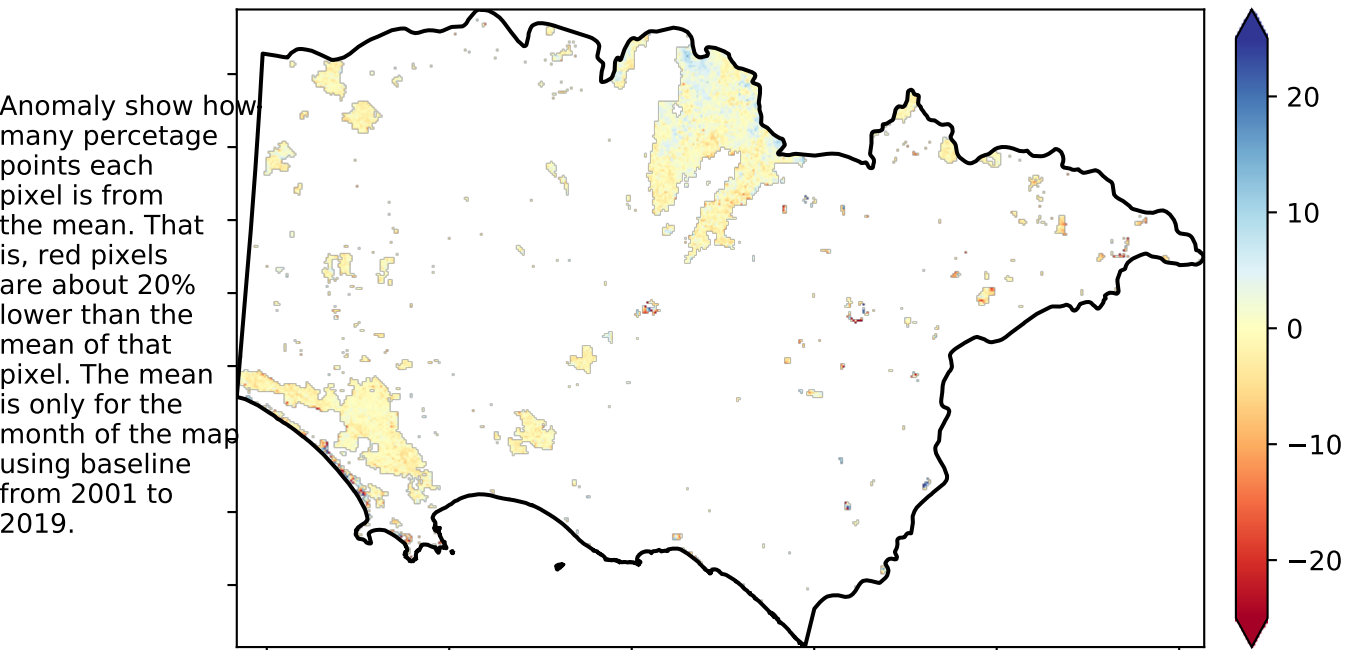 Anomaly show how
many percetage
points each
pixel is from
the mean. That
is, red pixels
are about 20%
lower than the
mean of that
pixel. The mean
is only for the
month of the map
using baseline
from 2001 to
2019.
20
10
0
−10
−20